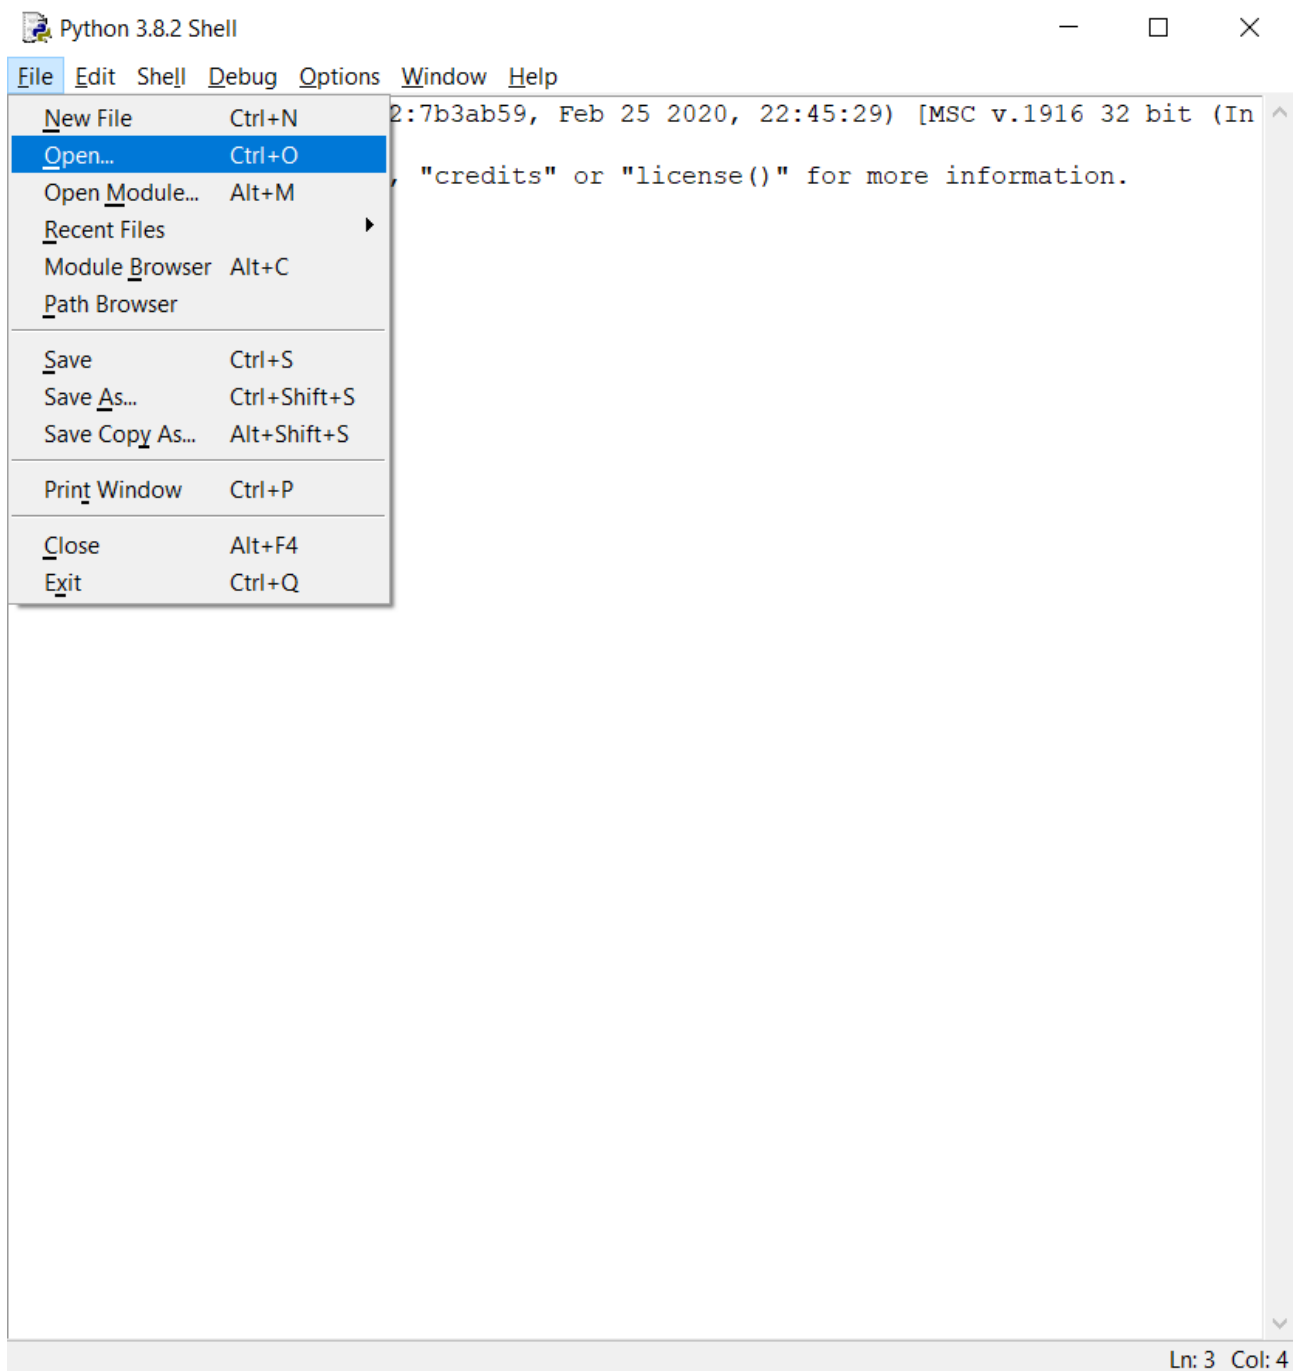 Python 3.8.2 Shell
File Edit Shell Debug Options Window Help
2:7b3ab59, Feb 25 2020, 22:45:29) [MSC v.1916 32 bit (In
, "credits" or "license()" for more information.
New File Ctrl+N
Open... Ctrl+O
Open Module... Alt+M
Recent Files
Module Browser Alt+C
Path Browser
Save Ctrl+S
Save As... Ctrl+Shift+S
Save Copy As... Alt+Shift+S
Print Window Ctrl+P
Close Alt+F4
Exit Ctrl+Q
Ln: 3 Col: 4